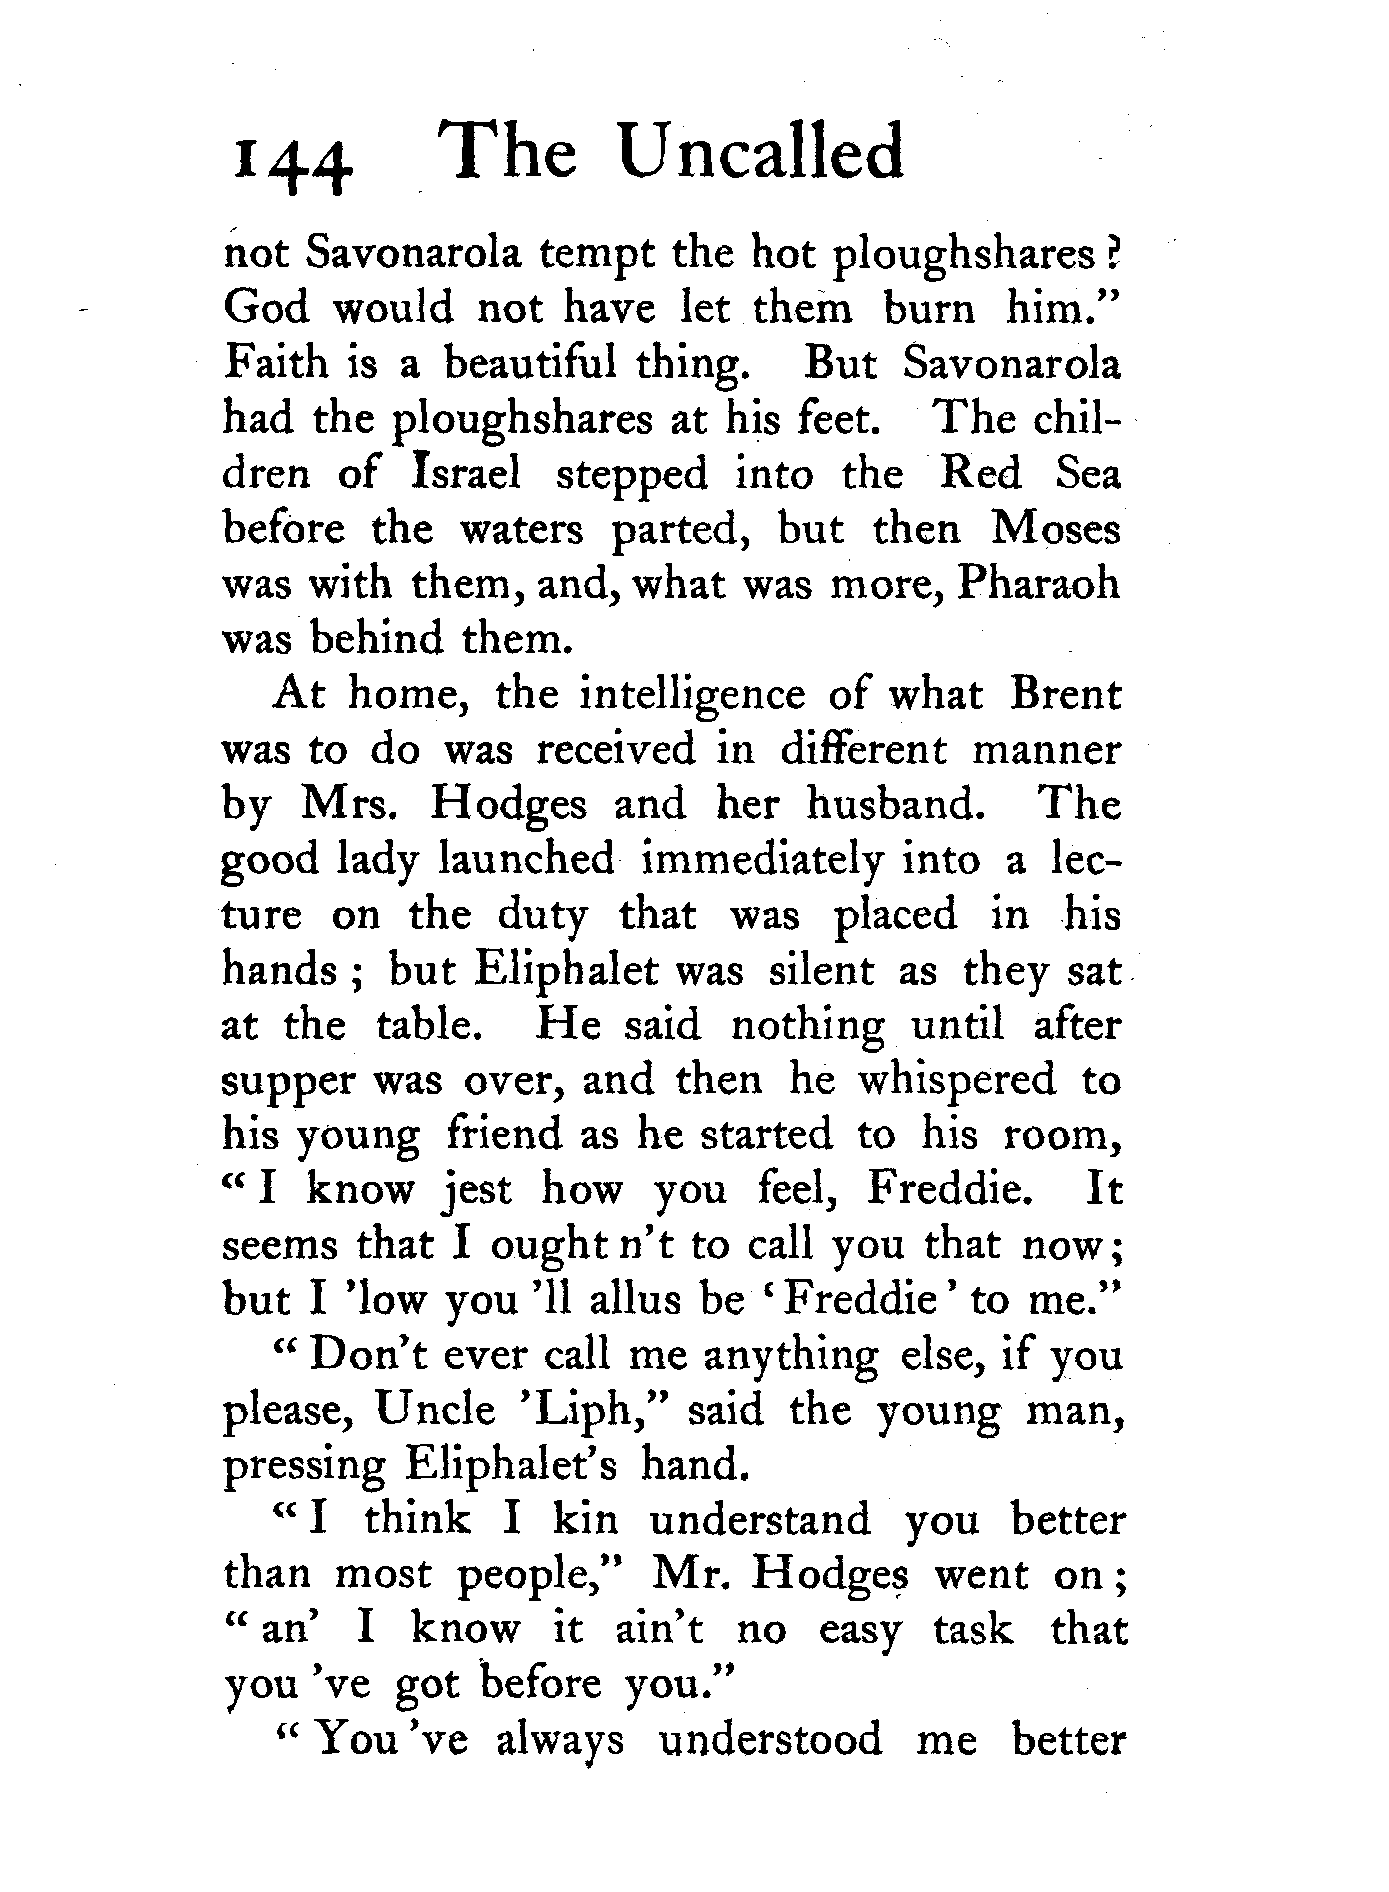 144 The Uncalled
not Savonarola tempt the hot ploughshares?
God would not have let them burn him.”
Faith is a beautiful thing. But Savonarola
had the ploughshares at his feet. The chil-
dren of Israel stepped into the Red Sea
before the waters parted, but then Moses
was with them, and, what was more, Pharaoh
was behind them.
At home, the intelligence of what Brent
was to do was received in different manner
by Mrs. Hodges and her husband. The
good lady launched immediately into a lec-
ture on the duty that was placed in his
hands; but Eliphalet was silent as they sat
at the table. He said nothing until after
supper was over, and then he whispered to
his young friend as he started to his room,
“I know jest how you feel, Freddie. It
seems that I ought n’t to call you that now;
but I ’low you ’ll allus be ‘Freddie’ to me.”
“Don’t ever call me anything else, if you
please, Uncle ’Liph,” said the young man,
pressing Eliphalet’s hand.
“I think I kin understand you better
than most people,” Mr. Hodges went on;
“an’ I know it ain’t no easy task that
you ’ve got before you.”
“You ’ve always understood me better